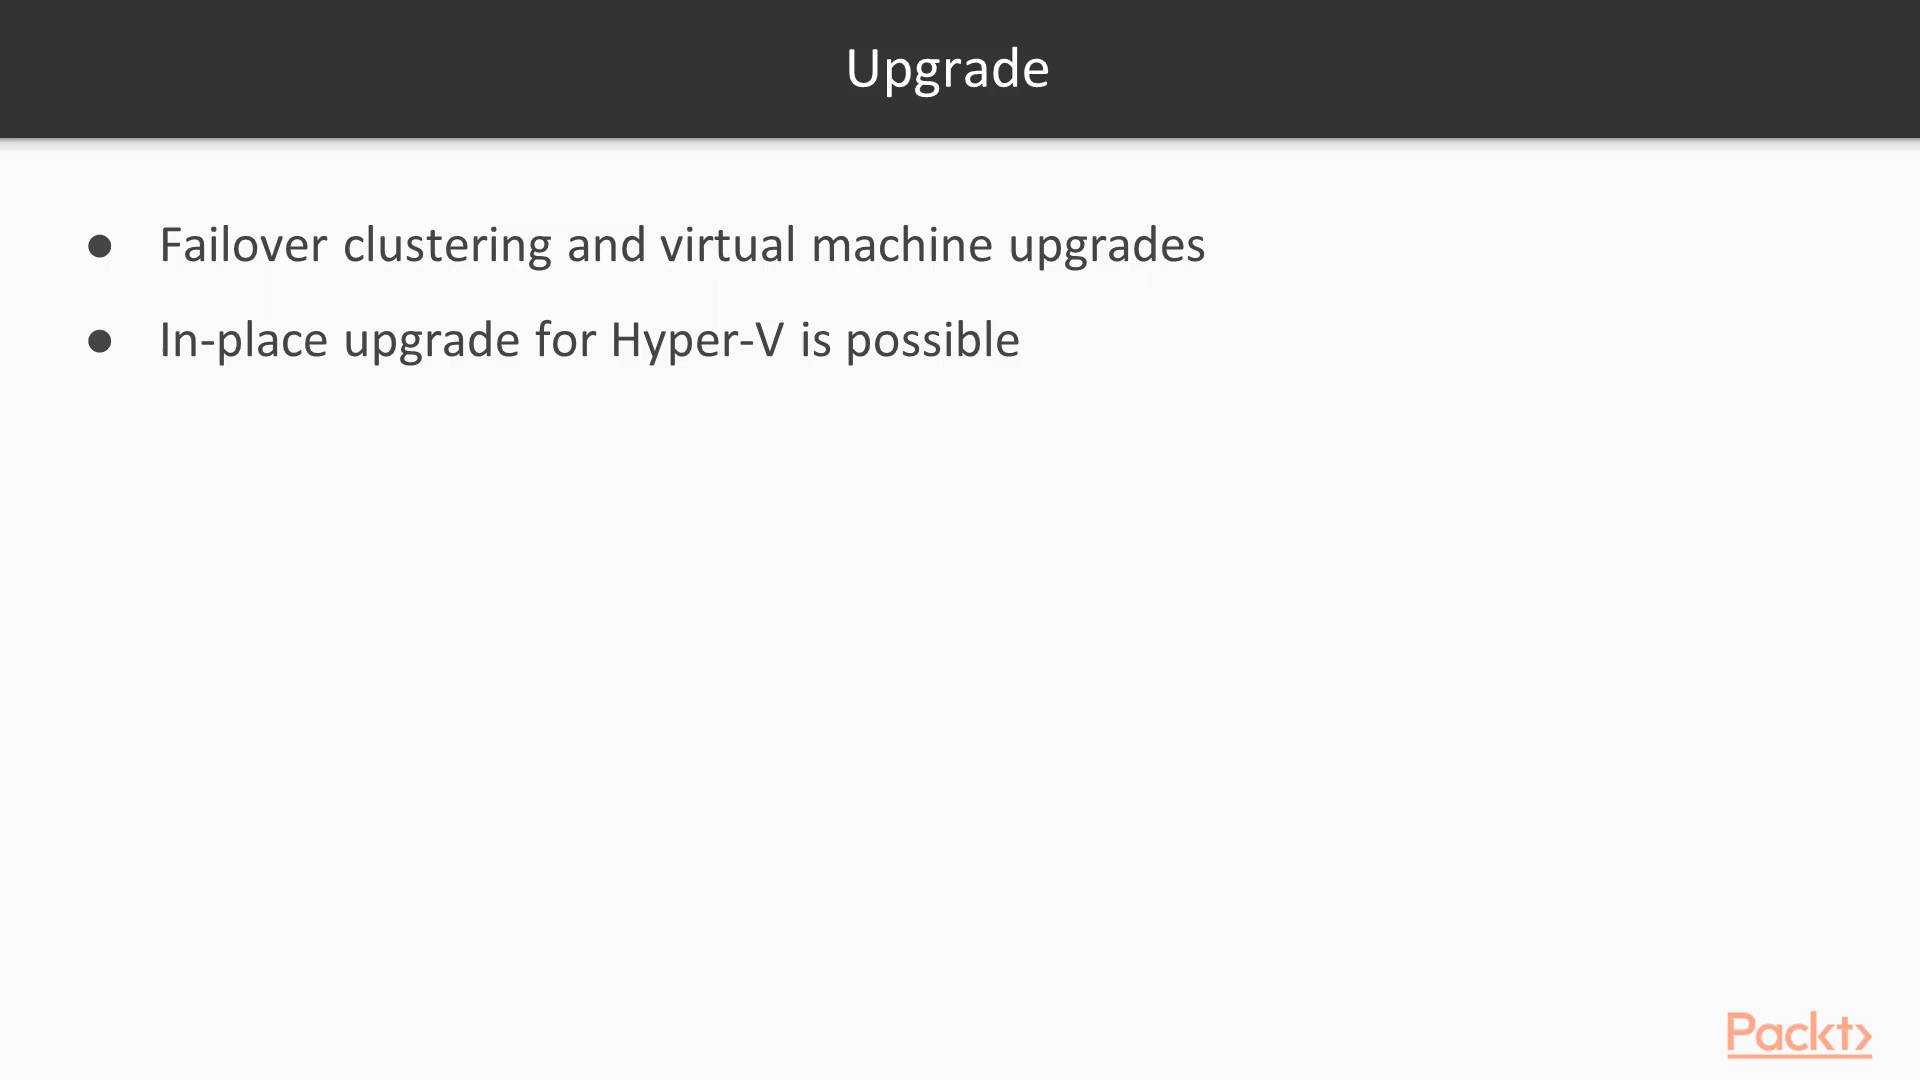 Upgrade
● Failover clustering and virtual machine upgrades
● In-place upgrade for Hyper-V is possible
Packt>